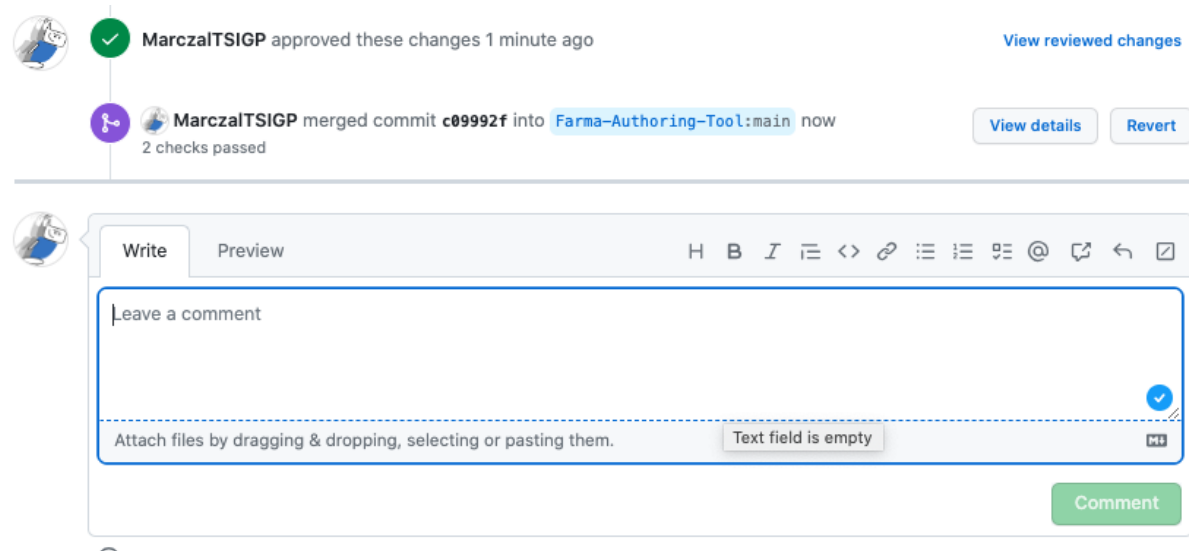 MarczalTSIGP approved these changes 1 minute ago
View reviewed changes
MarczalTSIGP merged commit c09992f into Farma-Authoring-Tool:main now
2 checks passed
View details
Revert
Write
Preview
H B I <> @
Leave a comment
Attach files by dragging & dropping, selecting or pasting them.
Text field is empty
M↓
Comment